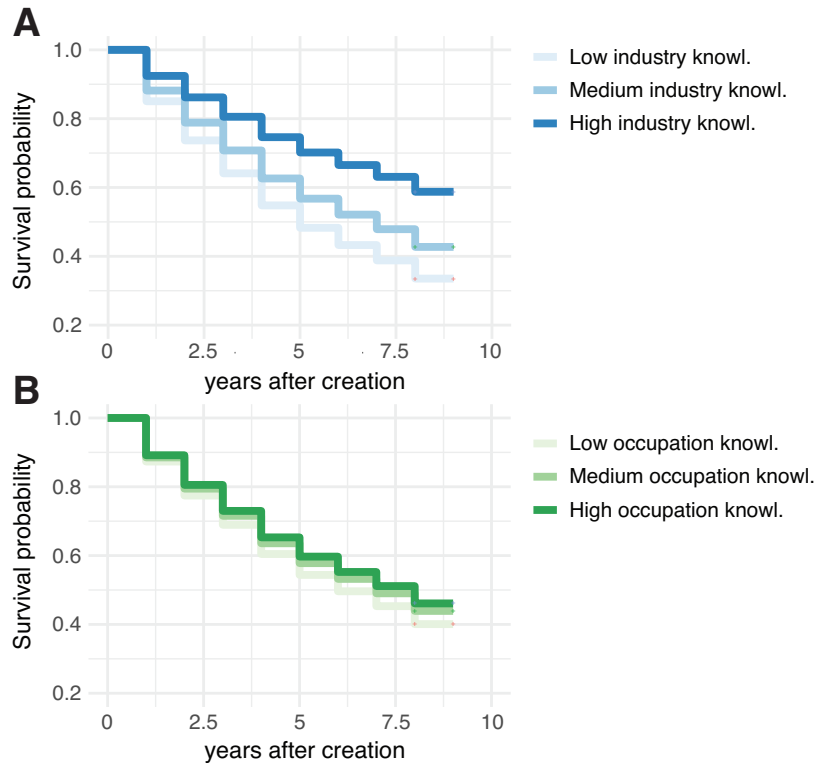 A
Survival probability
1.0
0.8
0.6
0.4
0.2
0
2.5
5
7.5
10
years after creation
Low industry knowl.
Medium industry knowl.
High industry knowl.
B
Survival probability
1.0
0.8
0.6
0.4
0.2
0
2.5
5
7.5
10
years after creation
Low occupation knowl.
Medium occupation knowl.
High occupation knowl.